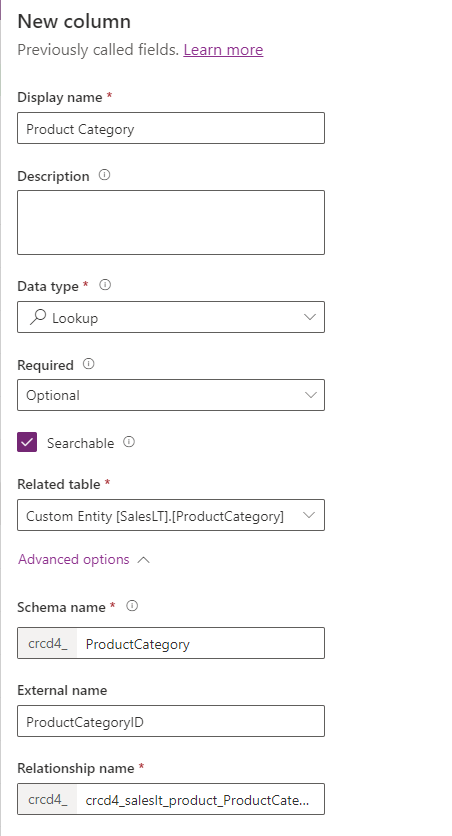 New column
Previously called fields. Learn more
Display name *
Product Category
Description
Data type *
Lookup
Required
Optional
Searchable
Related table *
Custom Entity [SalesLT].[ProductCategory]
Advanced options
Schema name *
crcd4_ ProductCategory
External name
ProductCategoryID
Relationship name *
crcd4_ crcd4_saleslt_product_ProductCate...